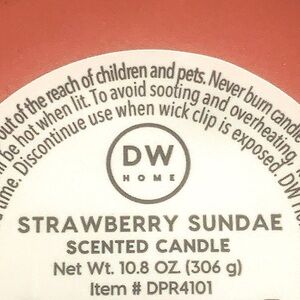 out of the reach of children and pets. Never burn candle
be not when lit. To avoid sooting and overheating,
time. Discontinue use when wick clip is exposed. DW
DW
HOME
STRAWBERRY SUNDAE
SCENTED CANDLE
Net Wt. 10.8 OZ. (306 g)
Item # DPR4101